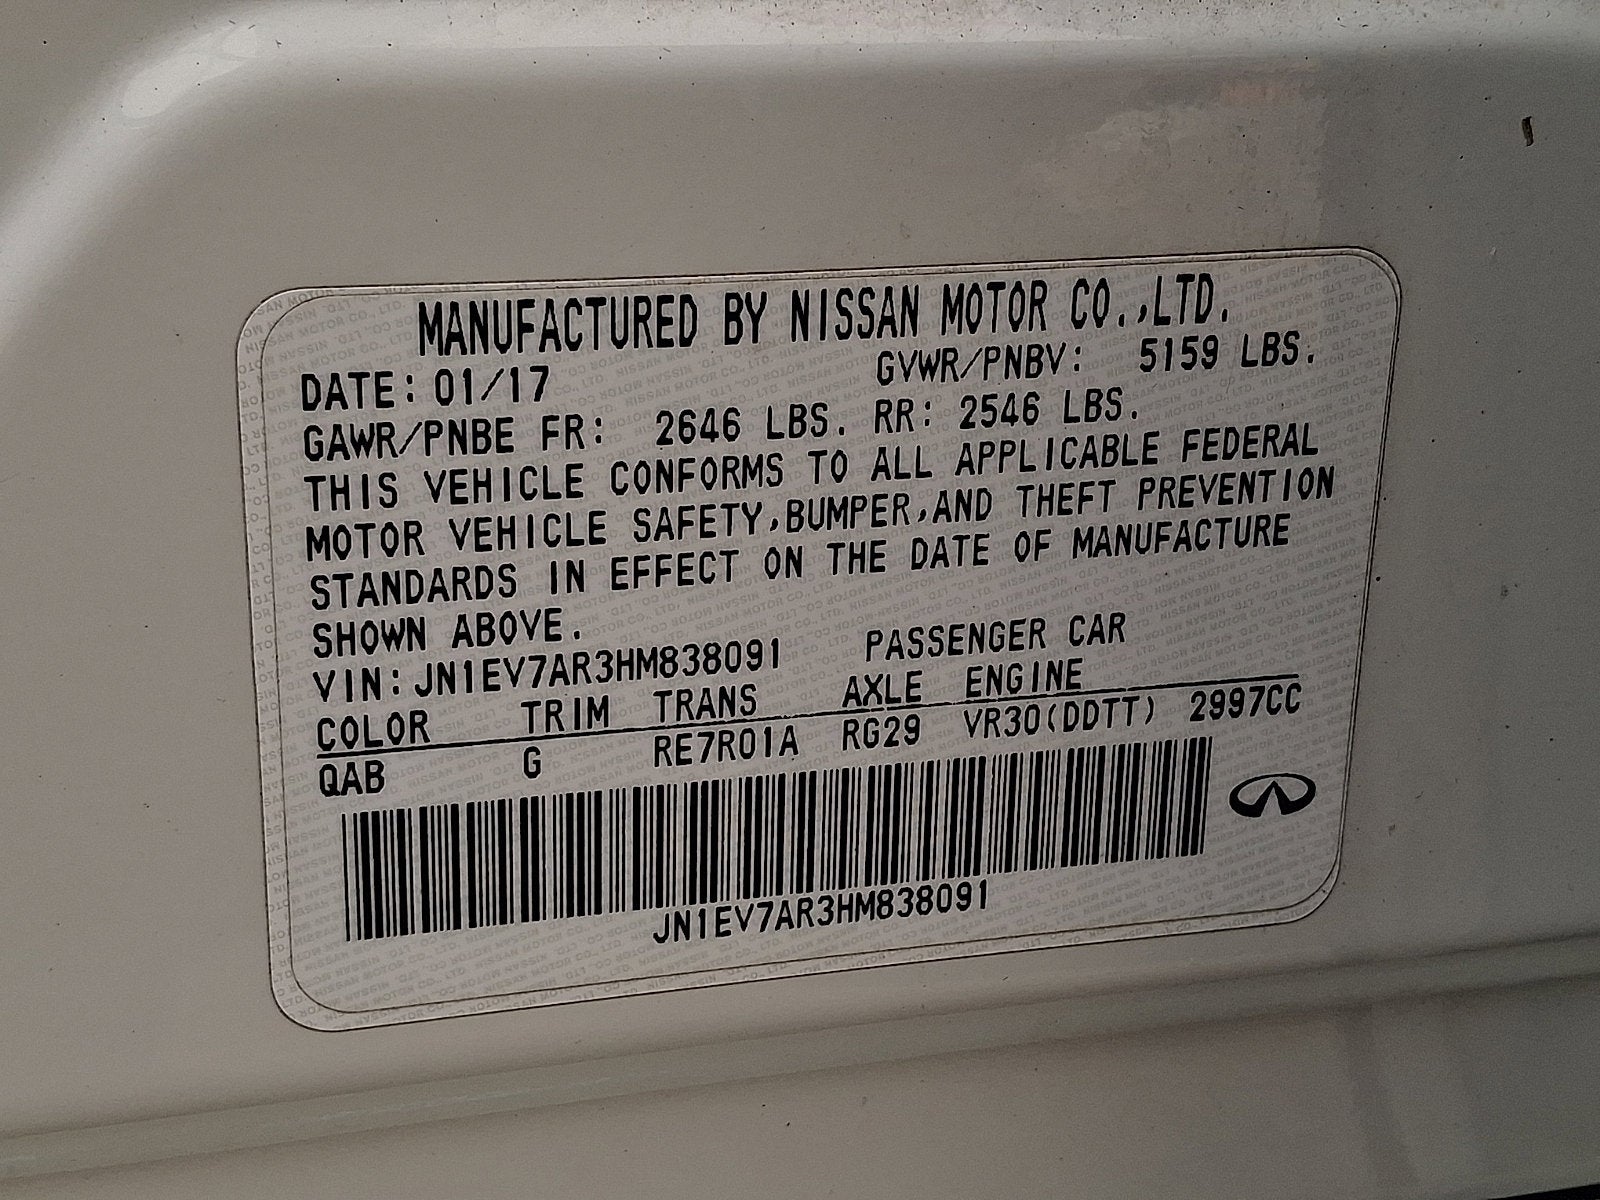 MANUFACTURED BY NISSAN MOTOR CO.,LTD.
DATE: 01/17 GVWR/PNBV: 5159 LBS.
GAWR/PNBE FR: 2646 LBS. RR: 2546 LBS.
THIS VEHICLE CONFORMS TO ALL APPLICABLE FEDERAL
MOTOR VEHICLE SAFETY,BUMPER,AND THEFT PREVENTION
STANDARDS IN EFFECT ON THE DATE OF MANUFACTURE
SHOWN ABOVE.
VIN: JN1EV7AR3HM838091 PASSENGER CAR
COLOR TRIM TRANS AXLE ENGINE
QAB G RE7R01A RG29 VR30(DDTT) 2997CC
JN1EV7AR3HM838091